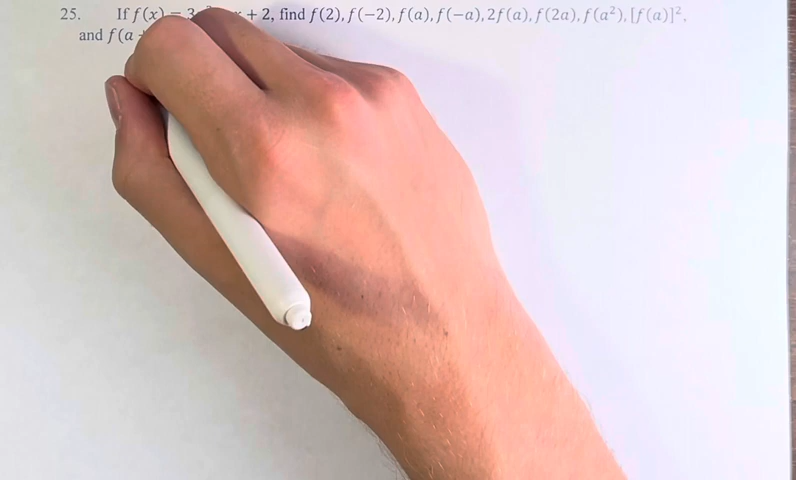 25. If f(x) = 3 + 2, find f(2), f(−2), f(a), f(−a), 2f(a), f(2a), f(a²), [f(a)]²,
and f(a